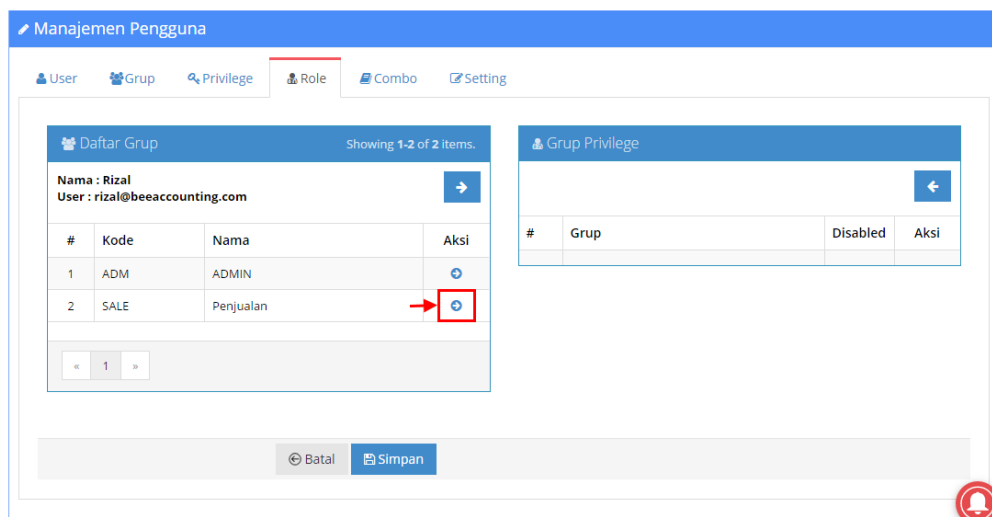 Manajemen Pengguna
User Grup Privilege Role Combo Setting
Daftar Grup Showing 1-2 of 2 items.
Nama : Rizal
User : rizal@beeaccounting.com
# Kode Nama Aksi
1 ADM ADMIN
2 SALE Penjualan
« 1 »
Grup Privilege
# Grup Disabled Aksi
Batal Simpan